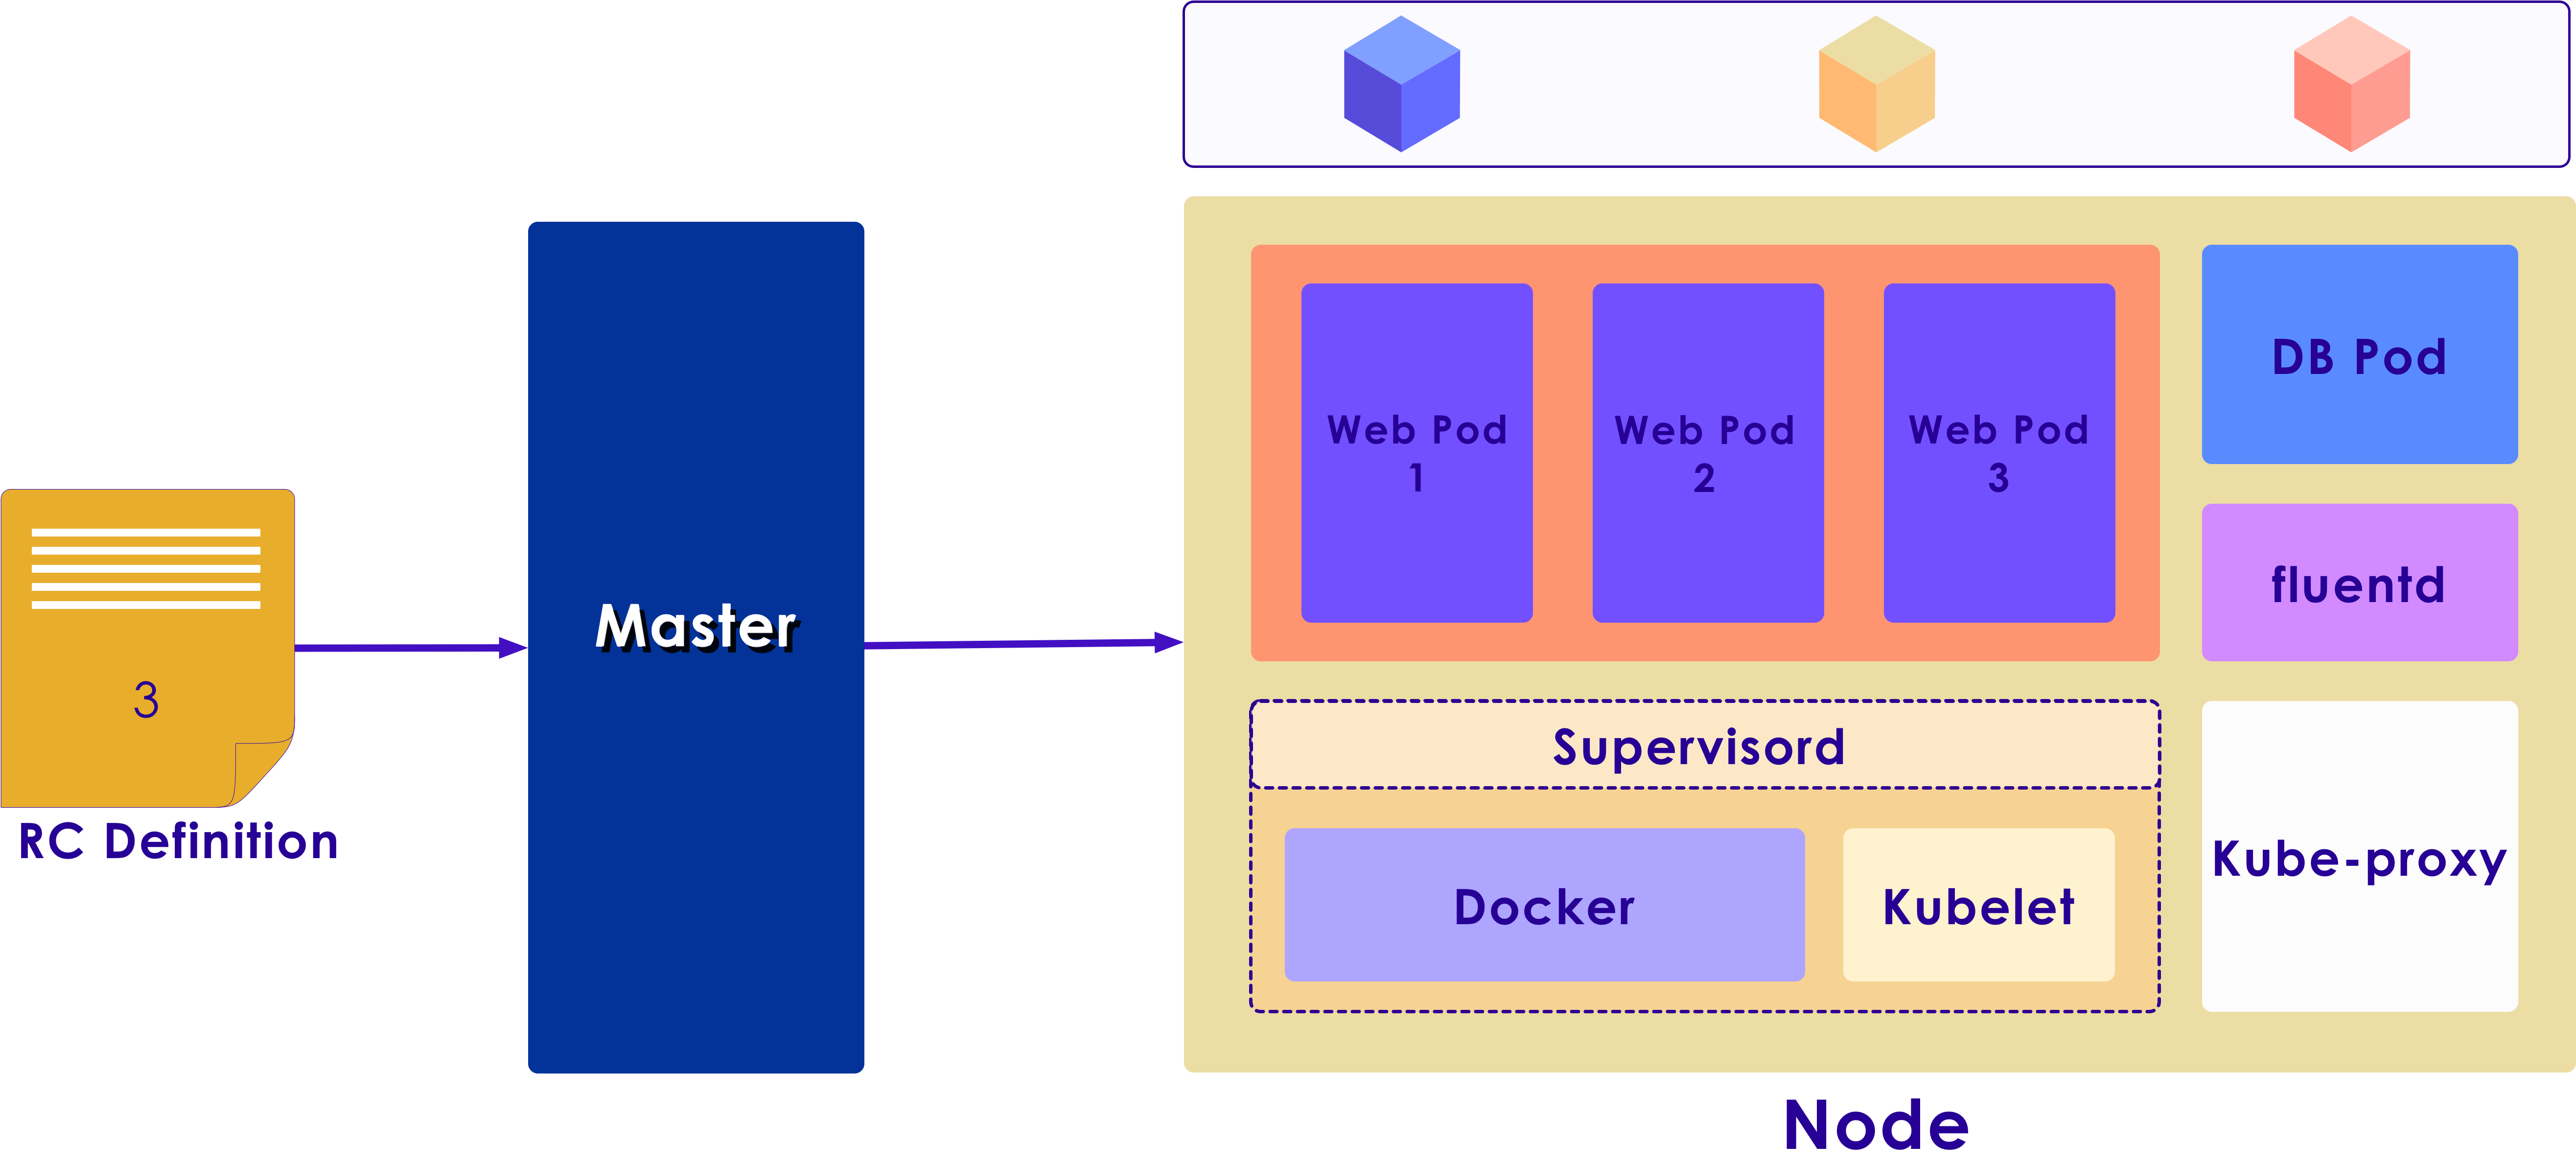 3
RC Definition
Master
Web Pod
1
Web Pod
2
Web Pod
3
DB Pod
fluentd
Supervisord
Docker
Kubelet
Kube-proxy
Node